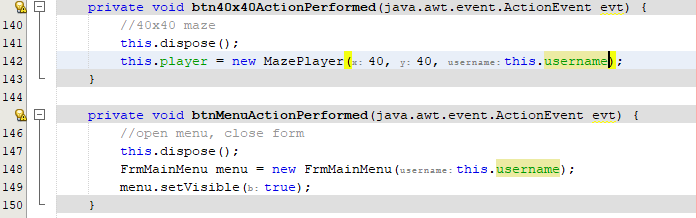 private void btn40x40ActionPerformed(java.awt.event.ActionEvent evt) {
140 //40x40 maze
141 this.dispose();
142 this.player = new MazePlayer(x: 40, y: 40, username: this.username);
143 }
144
private void btnMenuActionPerformed(java.awt.event.ActionEvent evt) {
146 //open menu, close form
147 this.dispose();
148 FrmMainMenu menu = new FrmMainMenu(username: this.username);
149 menu.setVisible(b: true);
150 }